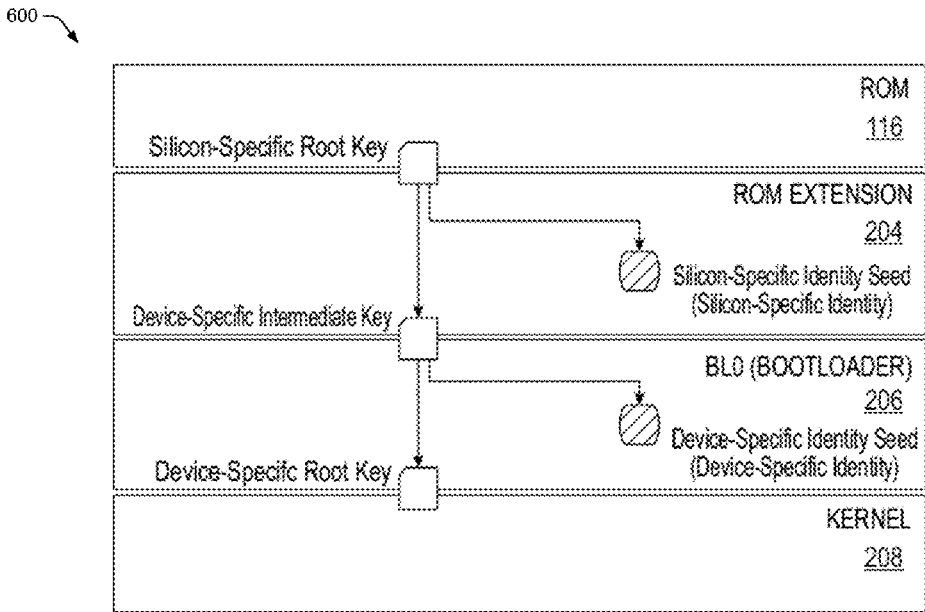 600
ROM
116
Silicon-Specific Root Key
ROM EXTENSION
204
Silicon-Specific Identity Seed
(Silicon-Specific Identity)
Device-Specific Intermediate Key
BL0 (BOOTLOADER)
206
Device-Specific Identity Seed
(Device-Specific Identity)
Device-Specific Root Key
KERNEL
208